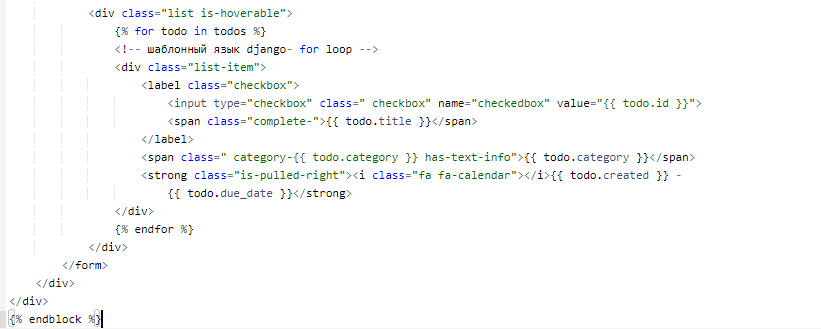 <div class="list is-hoverable">
{% for todo in todos %}
<!-- шаблонный язык django- for loop -->
<div class="list-item">
<label class="checkbox">
<input type="checkbox" class=" checkbox" name="checkedbox" value="{{ todo.id }}">
<span class="complete-">{{ todo.title }}</span>
</label>
<span class=" category-{{ todo.category }} has-text-info">{{ todo.category }}</span>
<strong class="is-pulled-right"><i class="fa fa-calendar"></i>{{ todo.created }} -
{{ todo.due_date }}</strong>
</div>
{% endfor %}
</div>
</form>
</div>
</div>
{% endblock %}